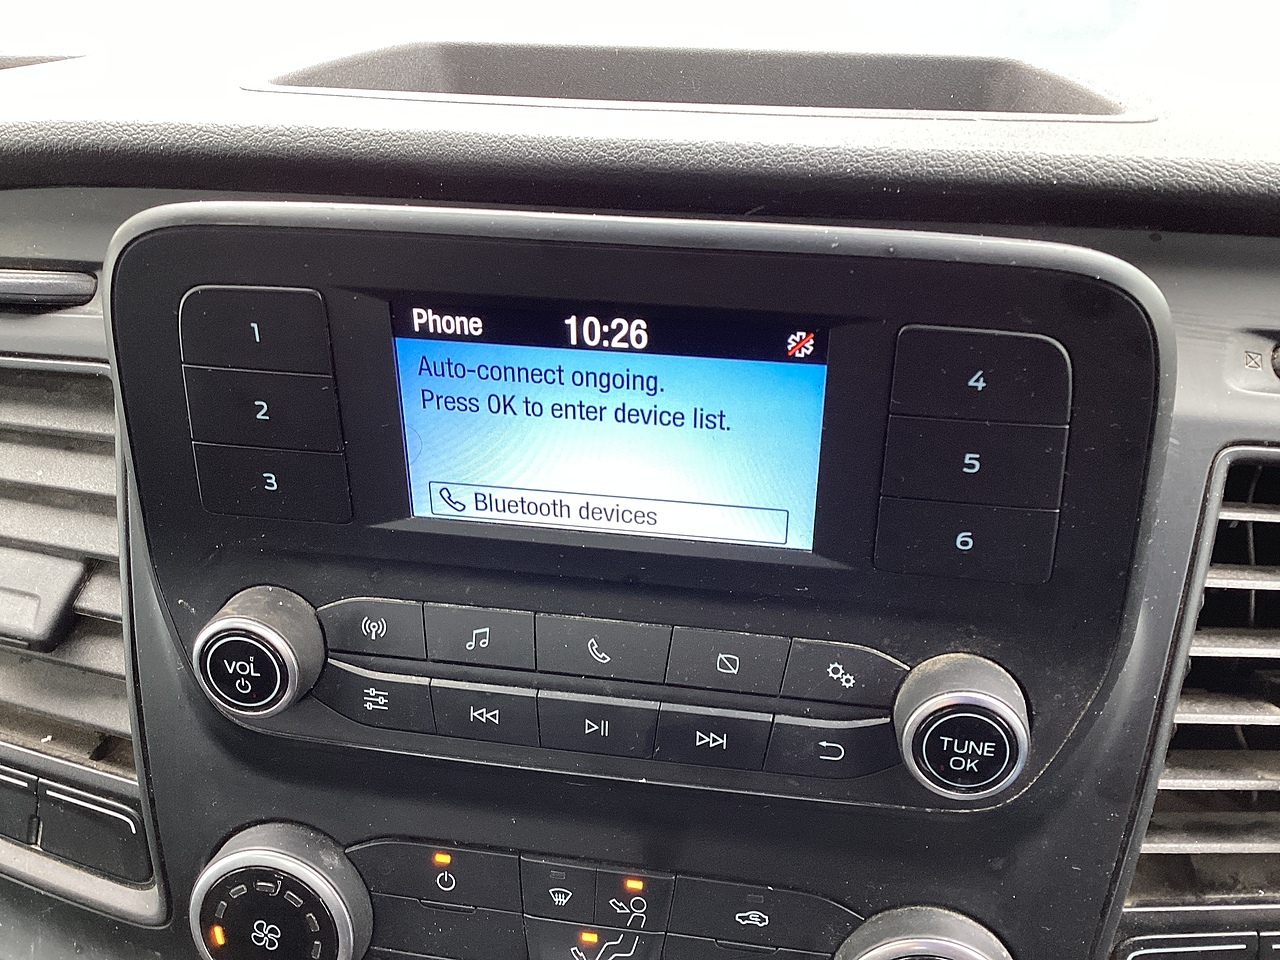 Phone 10:26
Auto-connect ongoing.
Press OK to enter device list.
Bluetooth devices
1
2
3
4
5
6
VOL
TUNE
OK